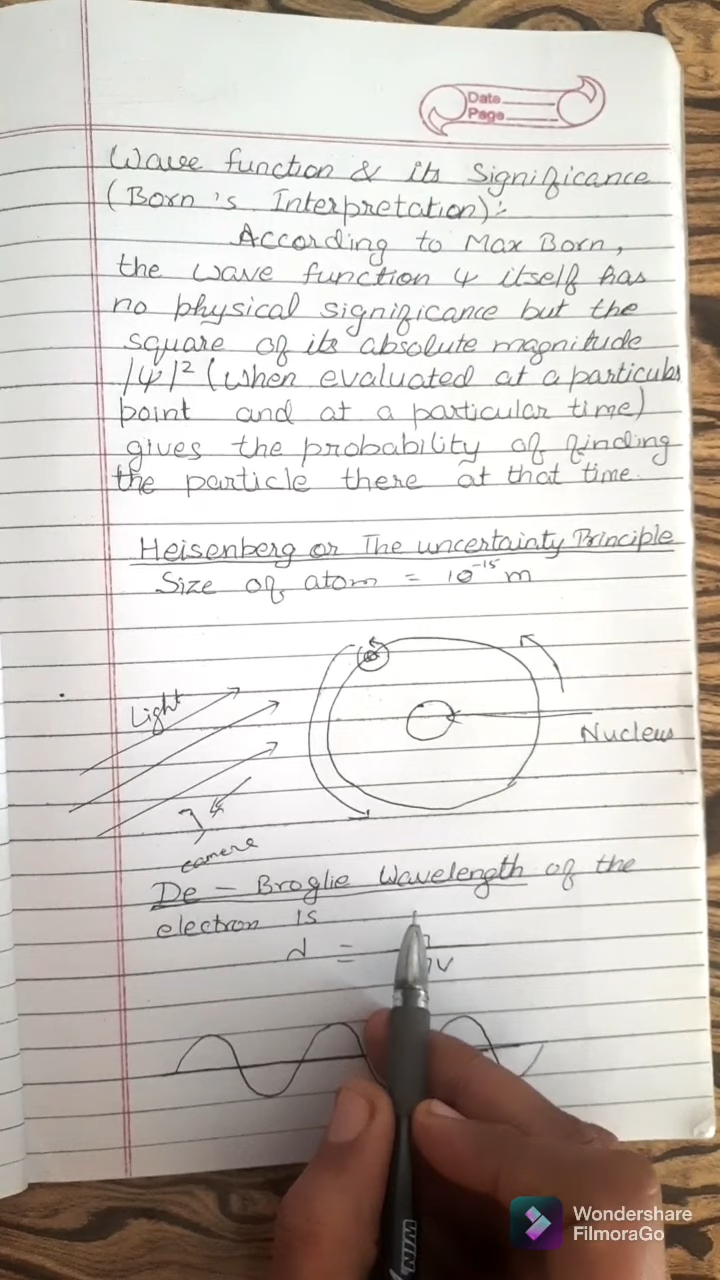 Date
Page
Wave function & its Significance
(Born's Interpretation):-
According to Max Born,
the wave function ψ itself has
no physical significance but the
square of its absolute magnitude
|ψ|² (when evaluated at a particular
point and at a particular time)
gives the probability of finding
the particle there at that time.
Heisenberg or The uncertainty Principle
Size of atom = 10⁻¹⁵ m
Light
Nucleus
camera
De - Broglie Wavelength of the
electron is
λ = v
Wondershare
FilmoraGo